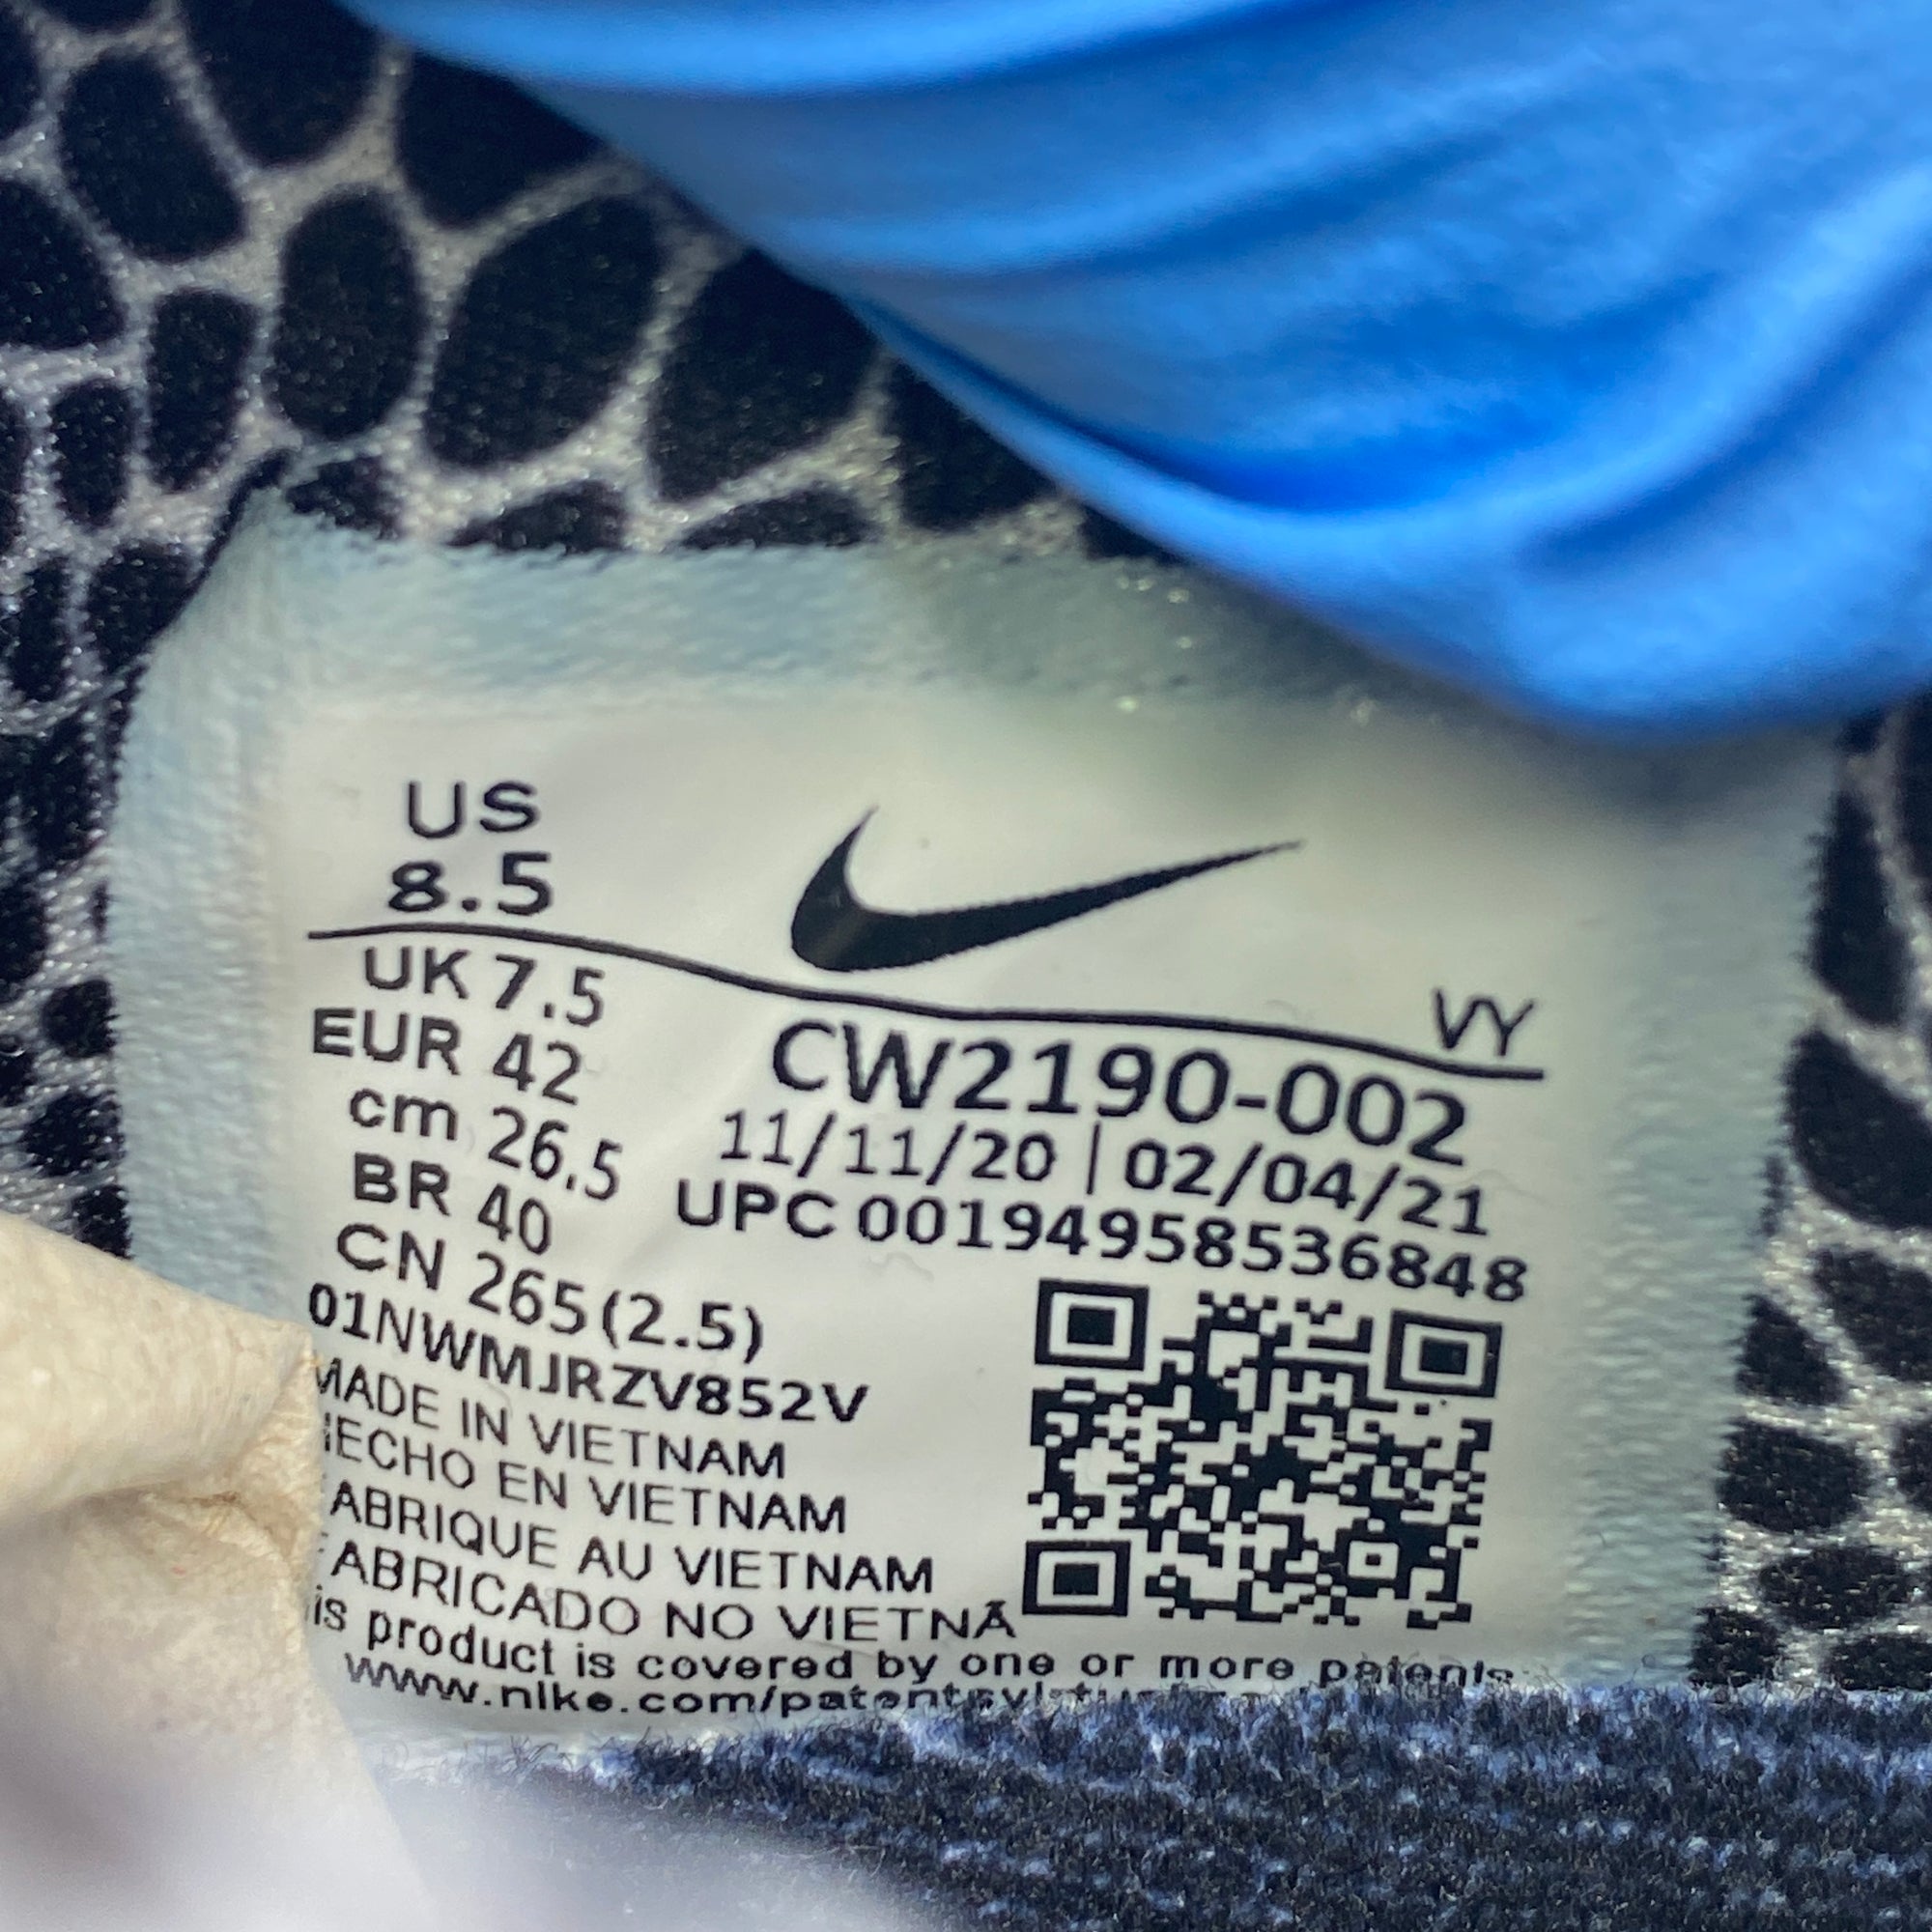 US
8.5
UK 7.5
EUR 42
cm 26.5
BR 40
CN 265(2.5)
VY
CW2190-002
11/11/20 | 02/04/21
UPC 00194958536848
01NWMJRZV852V
MADE IN VIETNAM
HECHO EN VIETNAM
ABRIQUE AU VIETNAM
ABRICADO NO VIETNÃ
is product is covered by one or more patents.
www.nike.com/patents